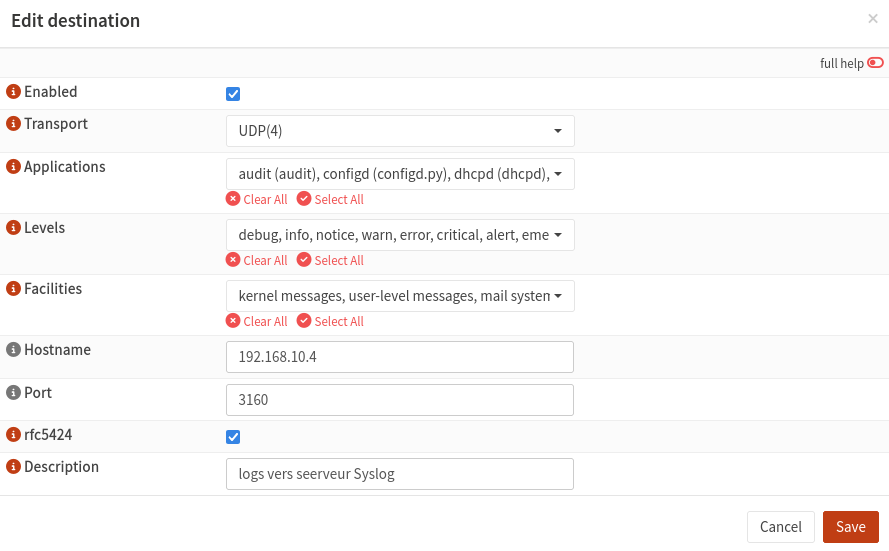 Edit destination ×
full help
Enabled
Transport UDP(4)
Applications audit (audit), configd (configd.py), dhcpd (dhcpd),
Clear All Select All
Levels debug, info, notice, warn, error, critical, alert, eme
Clear All Select All
Facilities kernel messages, user-level messages, mail system
Clear All Select All
Hostname 192.168.10.4
Port 3160
rfc5424
Description logs vers seerveur Syslog
Cancel Save